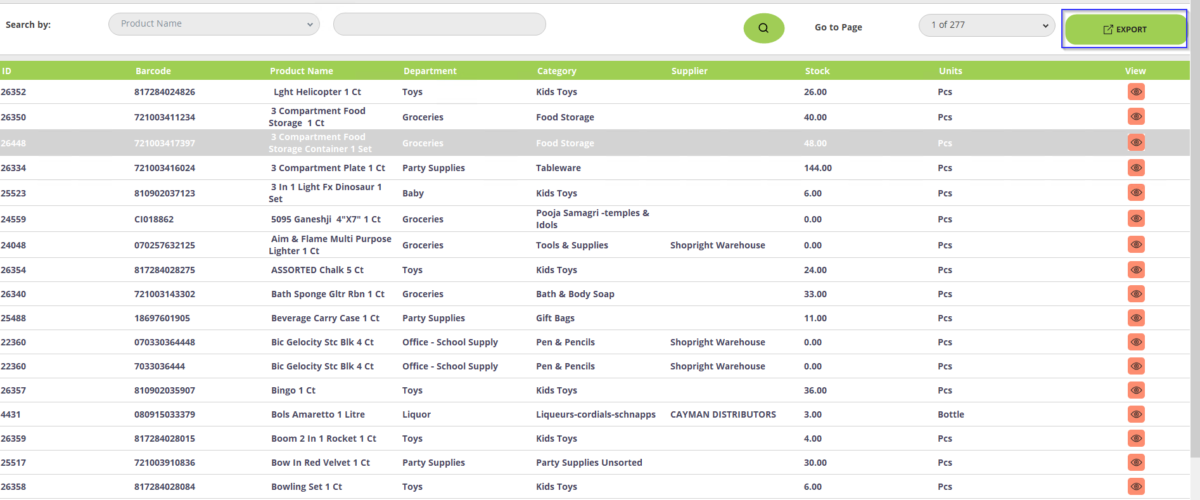 Search by: Product Name Go to Page 1 of 277 EXPORT
ID Barcode Product Name Department Category Supplier Stock Units View
26352 817284024826 Lght Helicopter 1 Ct Toys Kids Toys 26.00 Pcs
26350 721003411234 3 Compartment Food Storage 1 Ct Groceries Food Storage 40.00 Pcs
26448 721003417397 3 Compartment Food Storage Container 1 Set Groceries Food Storage 48.00 Pcs
26334 721003416024 3 Compartment Plate 1 Ct Party Supplies Tableware 144.00 Pcs
25523 810902037123 3 In 1 Light Fx Dinosaur 1 Set Baby Kids Toys 6.00 Pcs
24559 CI018862 5095 Ganeshji 4"X7" 1 Ct Groceries Pooja Samagri -temples & Idols 0.00 Pcs
24048 070257632125 Aim & Flame Multi Purpose Lighter 1 Ct Groceries Tools & Supplies Shopright Warehouse 0.00 Pcs
26354 817284028275 ASSORTED Chalk 5 Ct Toys Kids Toys 24.00 Pcs
26340 721003143302 Bath Sponge Gltr Rbn 1 Ct Groceries Bath & Body Soap 33.00 Pcs
25488 18697601905 Beverage Carry Case 1 Ct Party Supplies Gift Bags 11.00 Pcs
22360 070330364448 Bic Gelocity Stc Blk 4 Ct Office - School Supply Pen & Pencils Shopright Warehouse 0.00 Pcs
22360 7033036444 Bic Gelocity Stc Blk 4 Ct Office - School Supply Pen & Pencils Shopright Warehouse 0.00 Pcs
26357 810902035907 Bingo 1 Ct Toys Kids Toys 36.00 Pcs
4431 080915033379 Bols Amaretto 1 Litre Liquor Liqueurs-cordials-schnapps CAYMAN DISTRIBUTORS 3.00 Bottle
26359 817284028015 Boom 2 In 1 Rocket 1 Ct Toys Kids Toys 4.00 Pcs
25517 721003910836 Bow In Red Velvet 1 Ct Party Supplies Party Supplies Unsorted 30.00 Pcs
26358 817284028084 Bowling Set 1 Ct Toys Kids Toys 6.00 Pcs